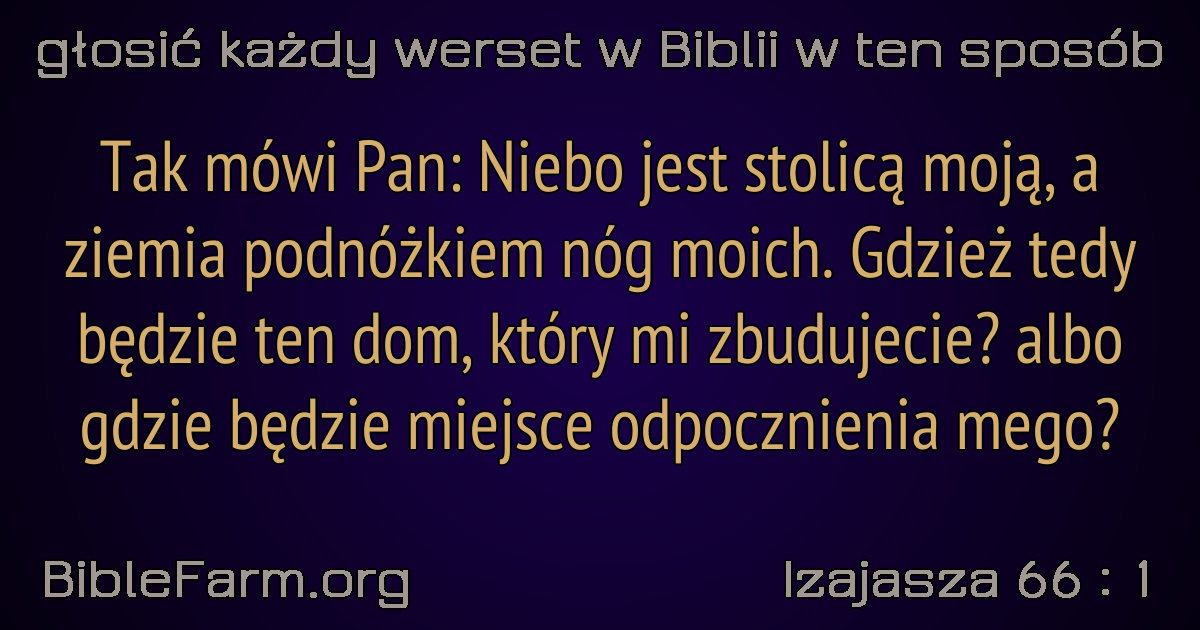 głosić każdy werset w Biblii w ten sposób
Tak mówi Pan: Niebo jest stolicą moją, a
ziemia podnóżkiem nóg moich. Gdzież tedy
będzie ten dom, który mi zbudujecie? albo
gdzie będzie miejsce odpocznienia mego?
BibleFarm.org
Izajasza 66 : 1